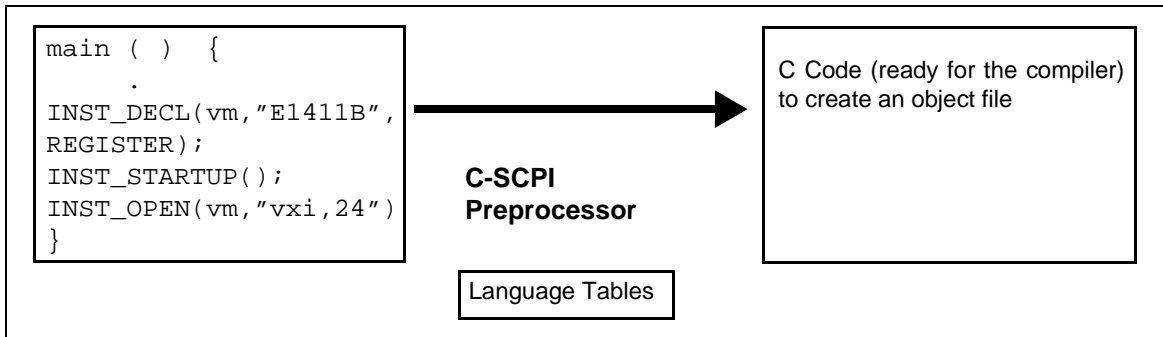 main ( )  {
.
INST_DECL(vm,"E1411B",
REGISTER);
INST_STARTUP();
INST_OPEN(vm,"vxi,24")
}
C-SCPI
Preprocessor
Language Tables
C Code (ready for the compiler)
to create an object file